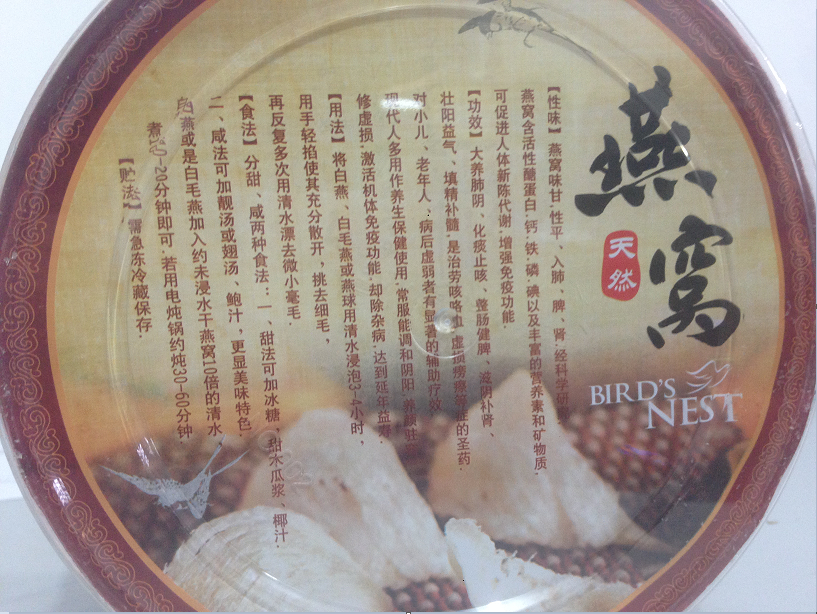 燕窝
天然
BIRD'S
NEST
【性味】燕窝味甘·性平、入肺、脾、肾·经科学研
燕窝含活性醣蛋白·钙·铁·磷·碘以及丰富的营养素和矿物质·
可促进人体新陈代谢·增强免疫功能·
【功效】大养肺阴、化痰止咳、整肠健脾、滋阴补肾、
壮阳益气、填精补髓·是治劳咳咯血·虚损痨瘵等症的圣药·
对小儿、老年人、病后虚弱者有显著的辅助疗效·
现代人多用作养生保健使用·常服能调和阴阳·养颜驻
修虚损·激活机体免疫功能·却除杂病·达到延年益寿·
【用法】将白燕、白毛燕或燕球用清水浸泡3-4小时，
用手轻掐使其充分散开，挑去细毛，
再反复多次用清水漂去微小毫毛·
【食法】分甜、咸两种食法：一、甜法可加冰糖、甜木瓜浆、椰汁·
二、咸法可加靓汤或翅汤、鲍汁，更显美味特色·
燕或是白毛燕加入约未浸水干燕窝10倍的清水，
煮10-20分钟即可·若用电炖锅约炖30-60分钟
【贮法】需急冻冷藏保存·